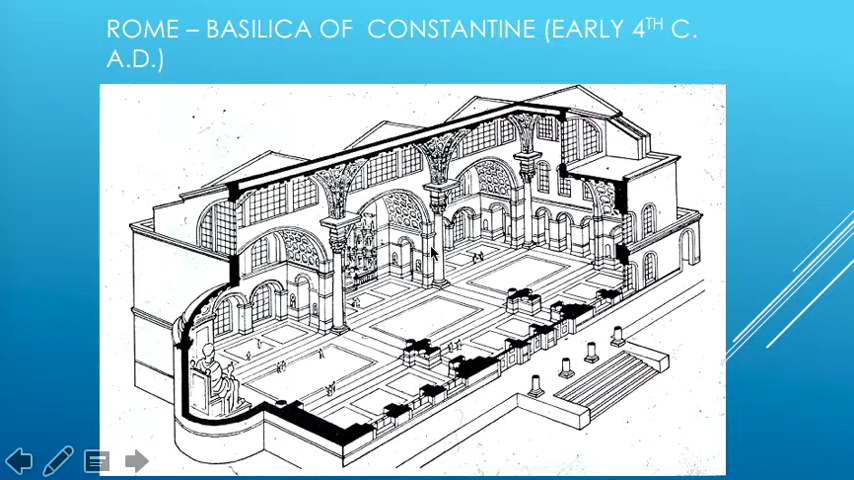 ROME – BASILICA OF  CONSTANTINE (EARLY 4TH C.
A.D.)